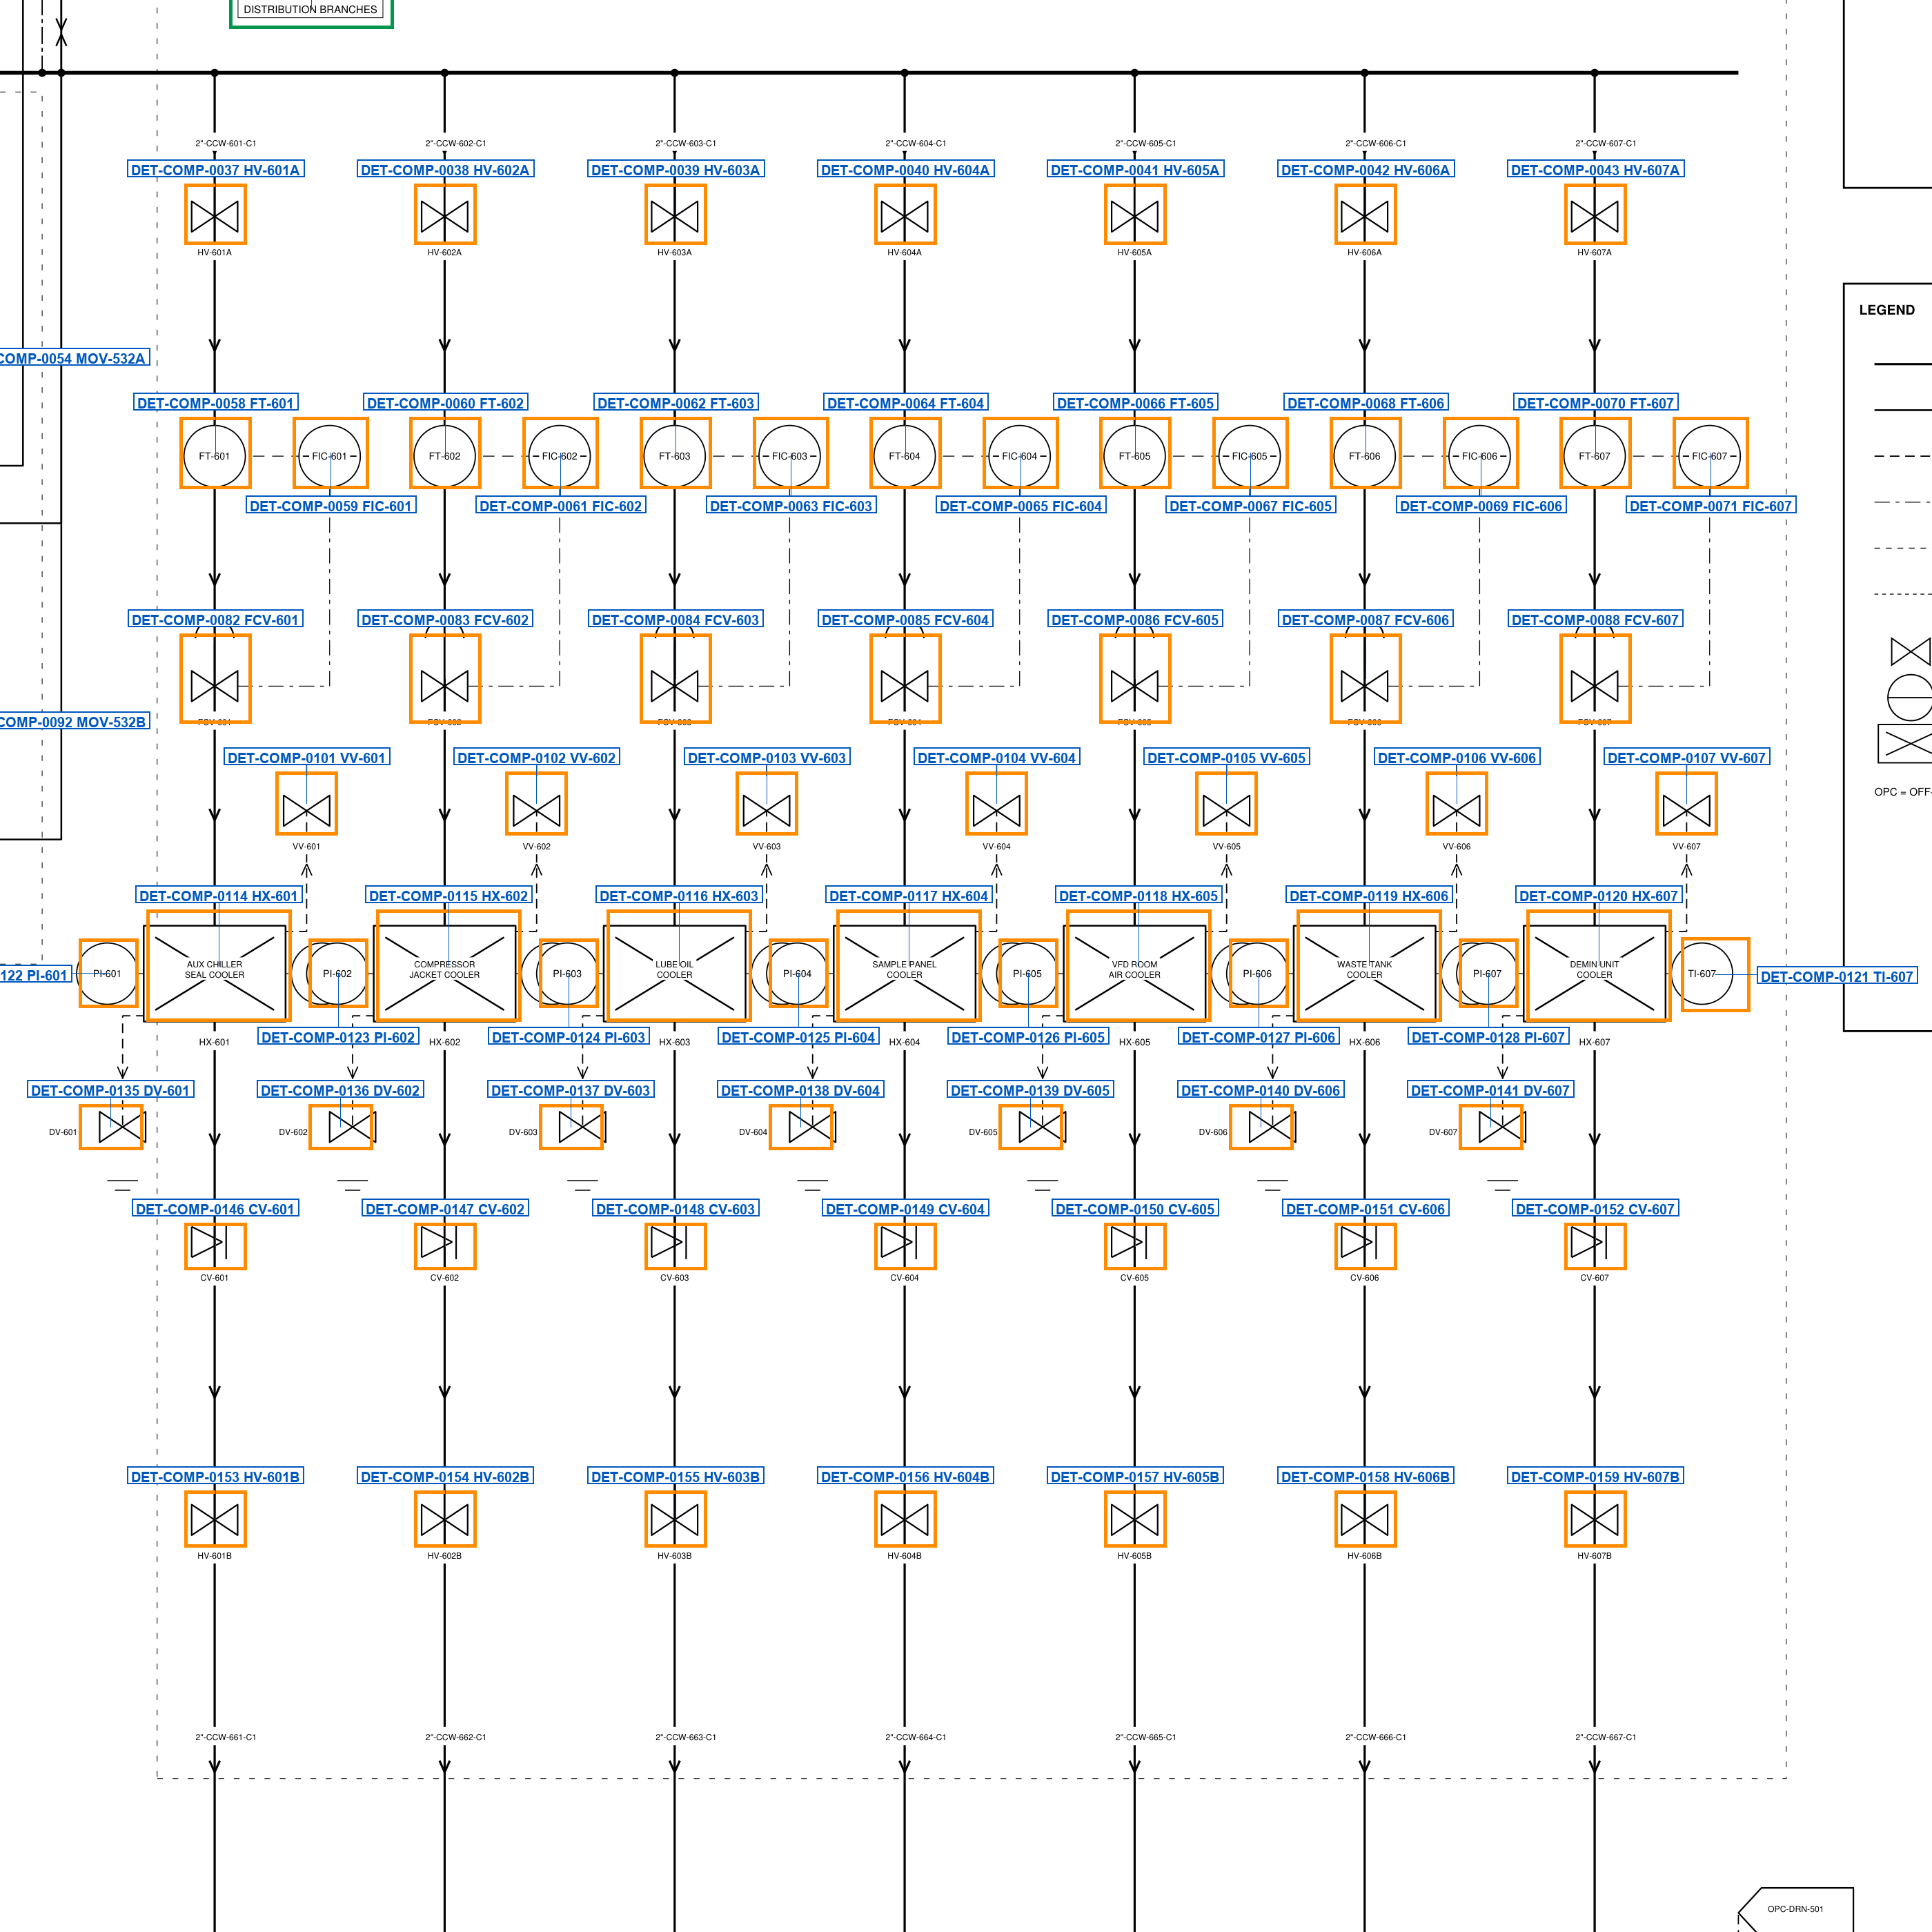 DISTRIBUTION BRANCHES
2"-CCW-601-C1 2"-CCW-602-C1 2"-CCW-603-C1 2"-CCW-604-C1 2"-CCW-605-C1 2"-CCW-606-C1 2"-CCW-607-C1
DET-COMP-0037 HV-601A DET-COMP-0038 HV-602A DET-COMP-0039 HV-603A DET-COMP-0040 HV-604A DET-COMP-0041 HV-605A DET-COMP-0042 HV-606A DET-COMP-0043 HV-607A
HV-601A HV-602A HV-603A HV-604A HV-605A HV-606A HV-607A
LEGEND
COMP-0054 MOV-532A
DET-COMP-0058 FT-601 DET-COMP-0060 FT-602 DET-COMP-0062 FT-603 DET-COMP-0064 FT-604 DET-COMP-0066 FT-605 DET-COMP-0068 FT-606 DET-COMP-0070 FT-607
FT-601 FIC-601 FT-602 FIC-602 FT-603 FIC-603 FT-604 FIC-604 FT-605 FIC-605 FT-606 FIC-606 FT-607 FIC-607
DET-COMP-0059 FIC-601 DET-COMP-0061 FIC-602 DET-COMP-0063 FIC-603 DET-COMP-0065 FIC-604 DET-COMP-0067 FIC-605 DET-COMP-0069 FIC-606 DET-COMP-0071 FIC-607
DET-COMP-0082 FCV-601 DET-COMP-0083 FCV-602 DET-COMP-0084 FCV-603 DET-COMP-0085 FCV-604 DET-COMP-0086 FCV-605 DET-COMP-0087 FCV-606 DET-COMP-0088 FCV-607
COMP-0092 MOV-532B
DET-COMP-0101 VV-601 DET-COMP-0102 VV-602 DET-COMP-0103 VV-603 DET-COMP-0104 VV-604 DET-COMP-0105 VV-605 DET-COMP-0106 VV-606 DET-COMP-0107 VV-607
OPC = OFF-
VV-601 VV-602 VV-603 VV-604 VV-605 VV-606 VV-607
DET-COMP-0114 HX-601 DET-COMP-0115 HX-602 DET-COMP-0116 HX-603 DET-COMP-0117 HX-604 DET-COMP-0118 HX-605 DET-COMP-0119 HX-606 DET-COMP-0120 HX-607
AUX CHILLER COMPRESSOR LUBE OIL SAMPLE PANEL VFD ROOM WASTE TANK DEMIN UNIT
122 PI-601 PI-601 PI-602 PI-603 PI-604 PI-605 PI-606 PI-607 TI-607 DET-COMP-0121 TI-607
SEAL COOLER JACKET COOLER COOLER COOLER AIR COOLER COOLER COOLER
DET-COMP-0123 PI-602 DET-COMP-0124 PI-603 DET-COMP-0125 PI-604 DET-COMP-0126 PI-605 DET-COMP-0127 PI-606 DET-COMP-0128 PI-607
HX-601 HX-602 HX-603 HX-604 HX-605 HX-606 HX-607
DET-COMP-0135 DV-601 DET-COMP-0136 DV-602 DET-COMP-0137 DV-603 DET-COMP-0138 DV-604 DET-COMP-0139 DV-605 DET-COMP-0140 DV-606 DET-COMP-0141 DV-607
DV-601 DV-602 DV-603 DV-604 DV-605 DV-606 DV-607
DET-COMP-0146 CV-601 DET-COMP-0147 CV-602 DET-COMP-0148 CV-603 DET-COMP-0149 CV-604 DET-COMP-0150 CV-605 DET-COMP-0151 CV-606 DET-COMP-0152 CV-607
CV-601 CV-602 CV-603 CV-604 CV-605 CV-606 CV-607
DET-COMP-0153 HV-601B DET-COMP-0154 HV-602B DET-COMP-0155 HV-603B DET-COMP-0156 HV-604B DET-COMP-0157 HV-605B DET-COMP-0158 HV-606B DET-COMP-0159 HV-607B
HV-601B HV-602B HV-603B HV-604B HV-605B HV-606B HV-607B
2"-CCW-661-C1 2"-CCW-662-C1 2"-CCW-663-C1 2"-CCW-664-C1 2"-CCW-665-C1 2"-CCW-666-C1 2"-CCW-667-C1
OPC-DRN-501